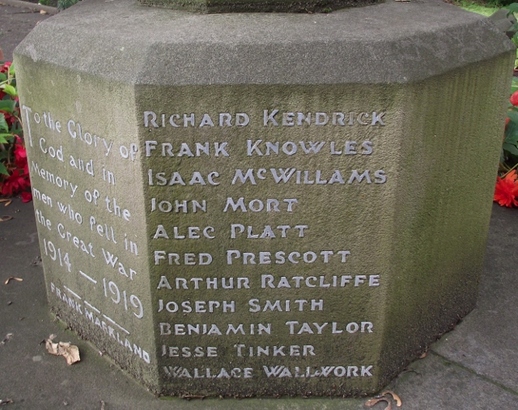 To the Glory of
God and in
Memory of the
men who fell in
the Great War
1914 — 1919
FRANK MARKLAND
RICHARD KENDRICK
FRANK KNOWLES
ISAAC McWILLAMS
JOHN MORT
ALEC PLATT
FRED PRESCOTT
ARTHUR RATCLIFFE
JOSEPH SMITH
BENJAMIN TAYLOR
JESSE TINKER
WALLACE WALLWORK